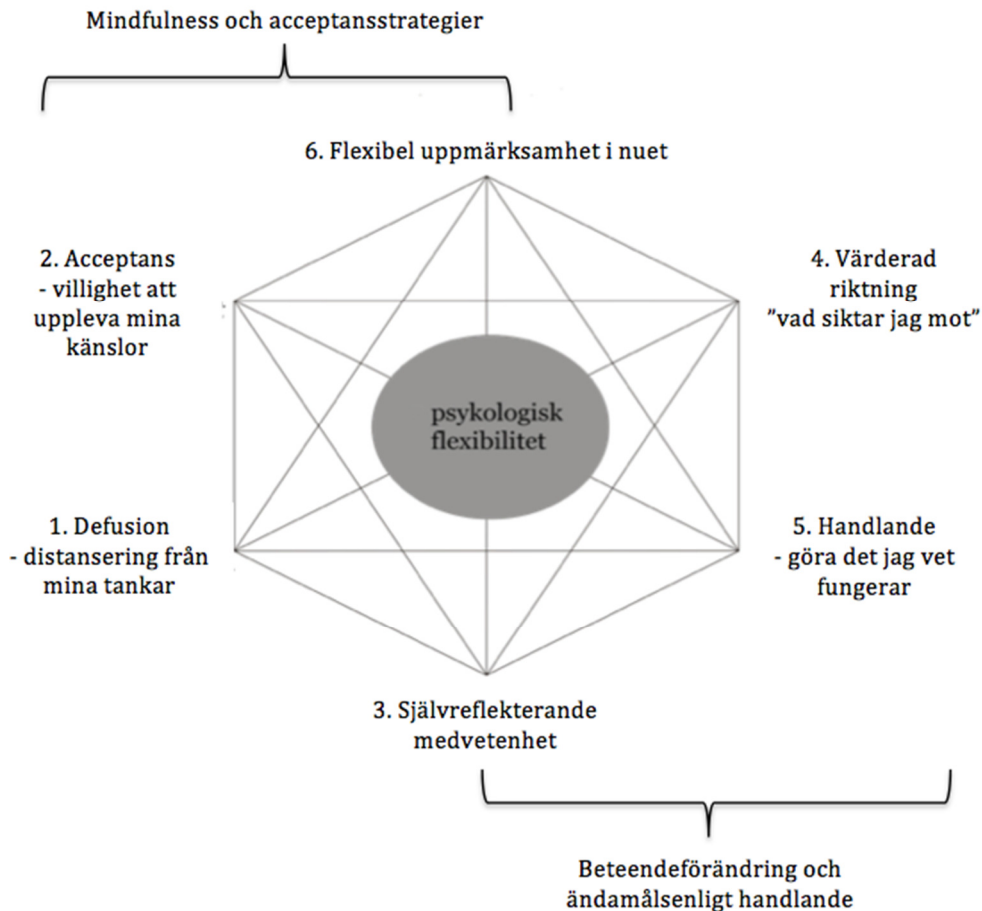 Mindfulness och acceptansstrategier
6. Flexibel uppmärksamhet i nuet
2. Acceptans
- villighet att
uppleva mina
känslor
4. Värderad
riktning
"vad siktar jag mot"
psykologisk
flexibilitet
1. Defusion
- distansering från
mina tankar
5. Handlande
- göra det jag vet
fungerar
3. Självreflekterande
medvetenhet
Beteendeförändring och
ändamålsenligt handlande